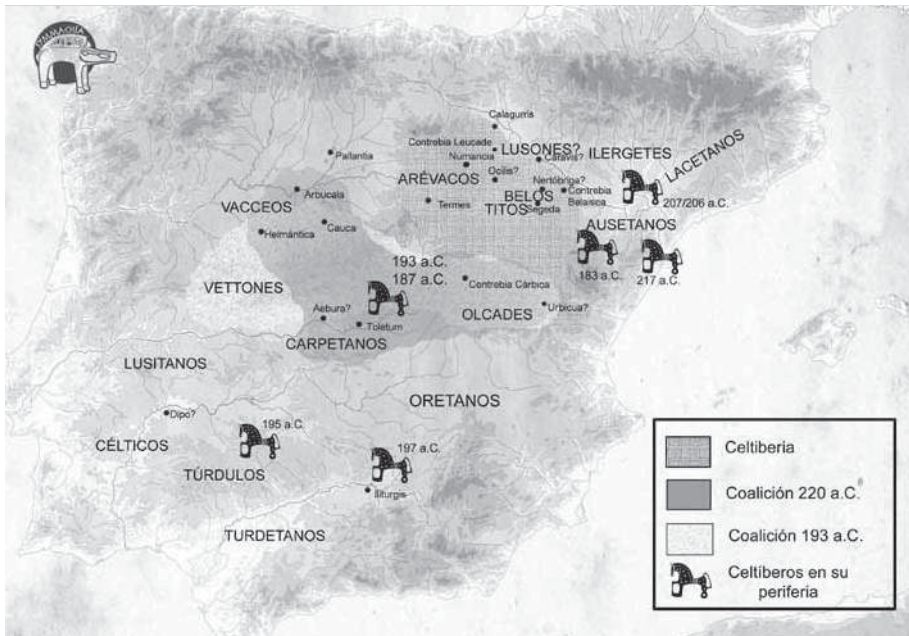 Calagurris
Contrebia Leucade
LUSONES?
Numancia
Caravis?
ILERGETES
LACETANOS
Pallantia
ARÉVACOS
Ocilis?
Nertóbriga?
Arbucala
BELOS
Contrebia
Belaisca
207/206 a.C.
VACCEOS
Termes
TITOS
Segeda
Cauca
AUSETANOS
Helmántica
193 a.C.
187 a.C.
183 a.C.
217 a.C.
VETTONES
Contrebia Cárbica
Aebura?
Toletum
OLCADES
Urbicua?
CARPETANOS
LUSITANOS
ORETANOS
Dipo?
195 a.C.
CÉLTICOS
197 a.C.
TÚRDULOS
Iliturgis
TURDETANOS
Celtiberia
Coalición 220 a.C.
Coalición 193 a.C.
Celtíberos en su
periferia